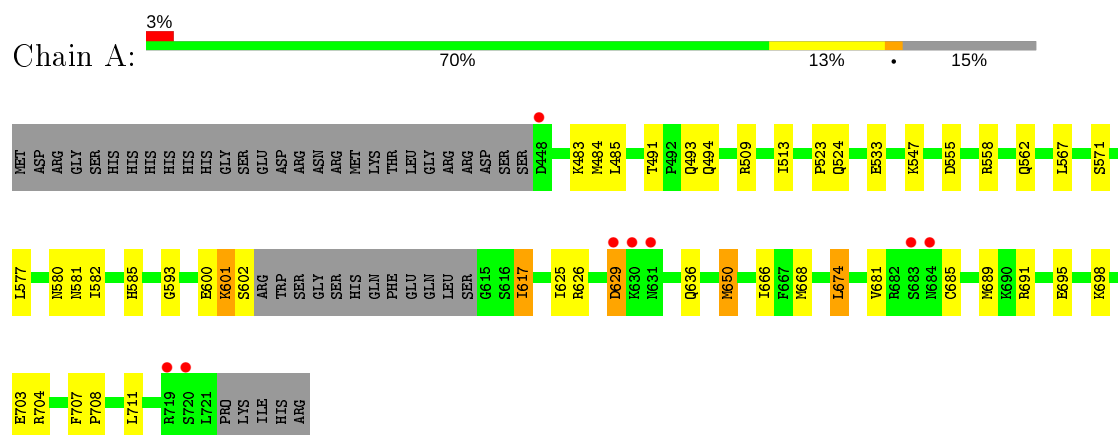 3%
Chain A:
70% 13% • 15%
MET ASP ARG GLY SER HIS HIS HIS HIS HIS HIS GLY SER GLU ASP ARG ASN ARG MET LYS THR LEU GLY ARG ARG ASP SER SER D448 K483 M484 L485 T491 P492 Q493 Q494 R509 I513 P523 Q524 E533 K547 D555 R558 Q562 L567 S571
L577 N580 N581 I582 H585 G593 E600 K601 S602 ARG TRP SER GLY SER HIS GLN PHE GLU GLN LEU SER G615 S616 I617 I625 R626 D629 K630 N631 Q636 M650 I666 F667 M668 L674 V681 R682 S683 N684 C685 M689 K690 R691 E695 K698
E703 R704 F707 P708 L711 R719 S720 L721 PRO LYS ILE HIS ARG